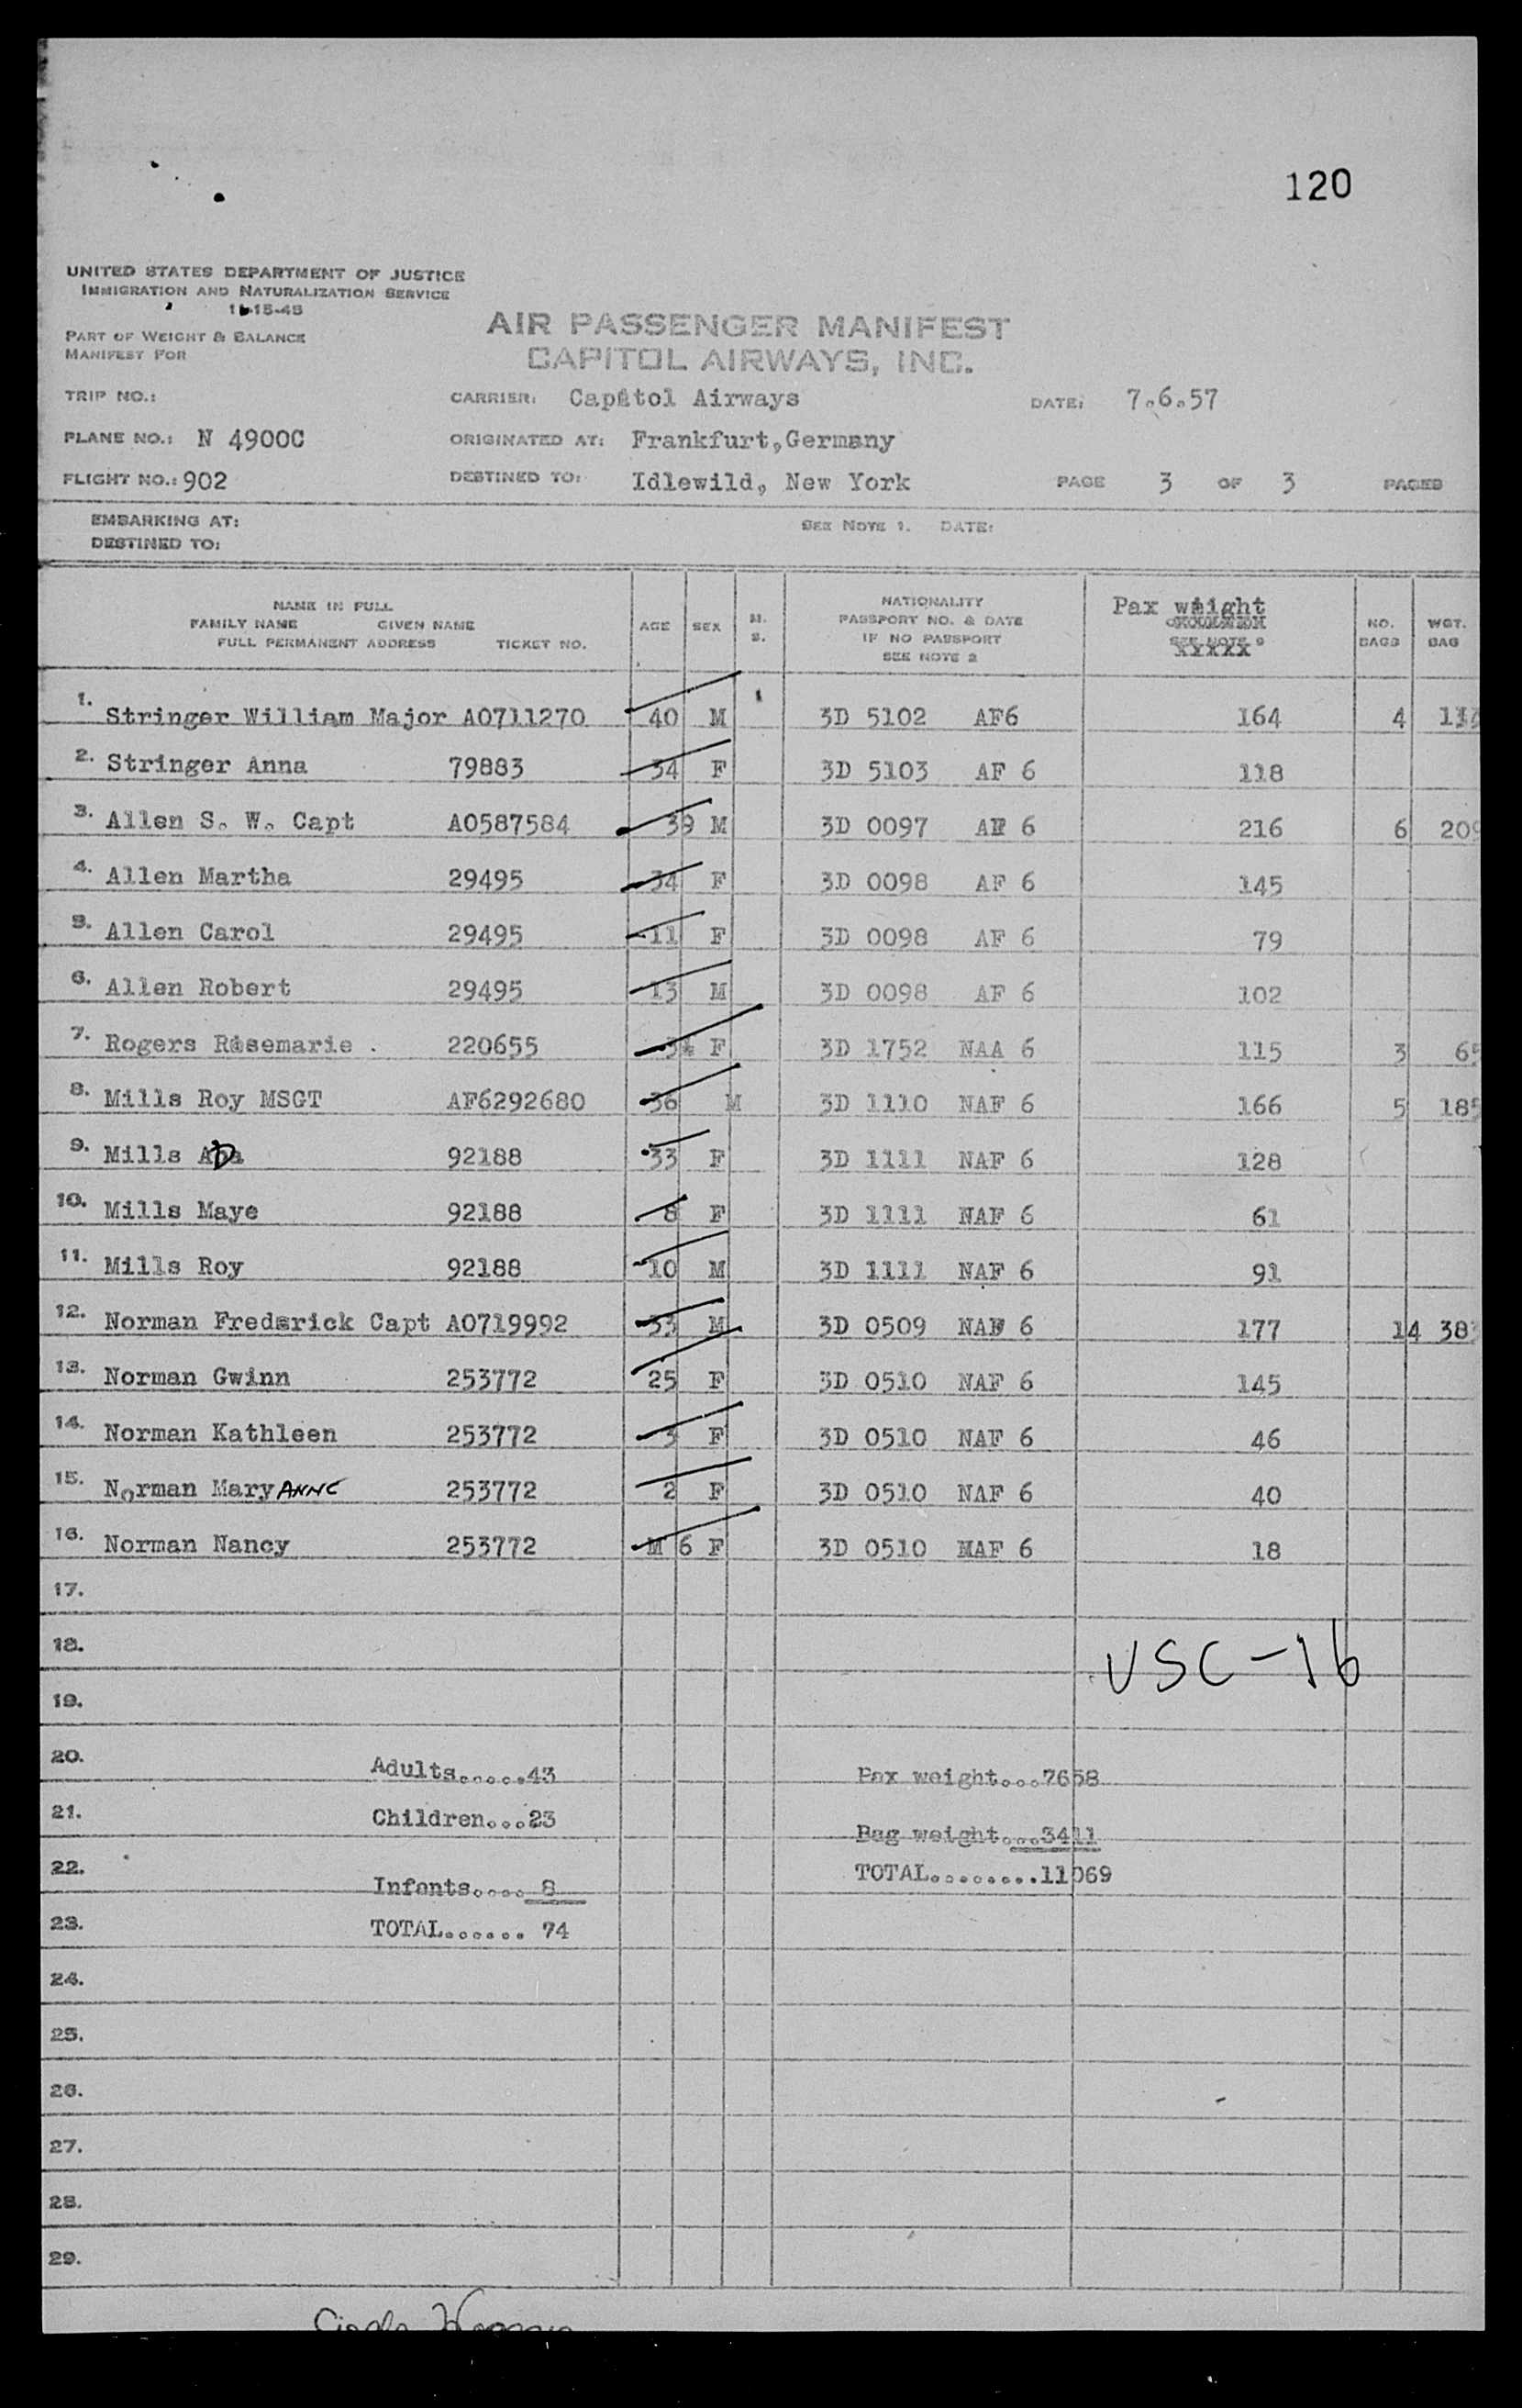 120
UNITED STATES DEPARTMENT OF JUSTICE
IMMIGRATION AND NATURALIZATION SERVICE
11-15-48
PART OF WEIGHT & BALANCE
MANIFEST FOR
AIR PASSENGER MANIFEST
CAPITOL AIRWAYS, INC.
TRIP NO.: CARRIER: Capitol Airways DATE: 7.6.57
PLANE NO.: N 4900C ORIGINATED AT: Frankfurt,Germany
FLIGHT NO.: 902 DESTINED TO: Idlewild, New York PAGE 3 OF 3 PAGES
EMBARKING AT: SEE NOTE 1. DATE:
DESTINED TO:
NAME IN FULL
FAMILY NAME GIVEN NAME
FULL PERMANENT ADDRESS TICKET NO.
AGE SEX M. S.
NATIONALITY
PASSPORT NO. & DATE
IF NO PASSPORT
SEE NOTE 2
Pax weight
SEE NOTE
XXXXX
NO. BAGS
WGT. BAG
1. Stringer William Major A0711270 40 M 3D 5102 AF6 164 4
2. Stringer Anna 79883 34 F 3D 5103 AF 6 118
3. Allen S. W. Capt A0587584 39 M 3D 0097 AF 6 216 6 209
4. Allen Martha 29495 34 F 3D 0098 AF 6 145
5. Allen Carol 29495 11 F 3D 0098 AF 6 79
6. Allen Robert 29495 13 M 3D 0098 AF 6 102
7. Rogers Rosemarie . 220655 F 3D 1752 NAA 6 115 3 65
8. Mills Roy MSGT AF6292680 36 M 3D 1110 NAF 6 166 5 185
9. Mills ADa 92188 33 F 3D 1111 NAF 6 128
10. Mills Maye 92188 8 F 3D 1111 NAF 6 61
11. Mills Roy 92188 10 M 3D 1111 NAF 6 91
12. Norman Frederick Capt A0719992 33 M 3D 0509 NAF 6 177 14 383
13. Norman Gwinn 253772 25 F 3D 0510 NAF 6 145
14. Norman Kathleen 253772 3 F 3D 0510 NAF 6 46
15. Norman Mary ANNE 253772 2 F 3D 0510 NAF 6 40
16. Norman Nancy 253772 M 6 F 3D 0510 MAF 6 18
17.
18. USC-16
19.
20. Adults......43 Pax weight...7658
21. Children...23 Bag weight...3411
22. Infants.... 8 TOTAL.........11069
23. TOTAL...... 74
24.
25.
26.
27.
28.
29.